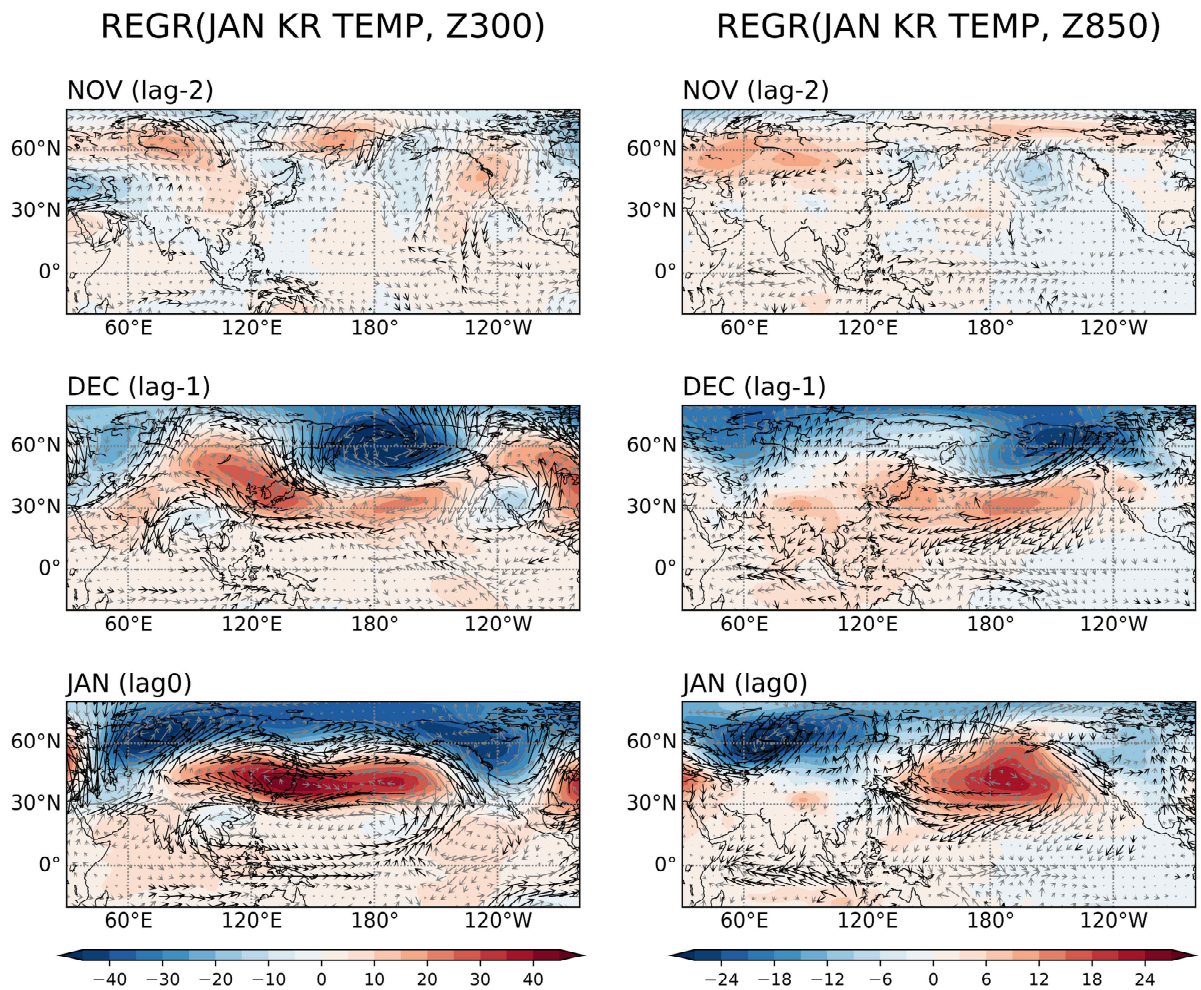 REGR(JAN KR TEMP, Z300)
REGR(JAN KR TEMP, Z850)
NOV (lag-2)
60°N
30°N
0°
60°E 120°E 180° 120°W
NOV (lag-2)
60°N
30°N
0°
60°E 120°E 180° 120°W
DEC (lag-1)
60°N
30°N
0°
60°E 120°E 180° 120°W
DEC (lag-1)
60°N
30°N
0°
60°E 120°E 180° 120°W
JAN (lag0)
60°N
30°N
0°
60°E 120°E 180° 120°W
JAN (lag0)
60°N
30°N
0°
60°E 120°E 180° 120°W
−40 −30 −20 −10 0 10 20 30 40
−24 −18 −12 −6 0 6 12 18 24